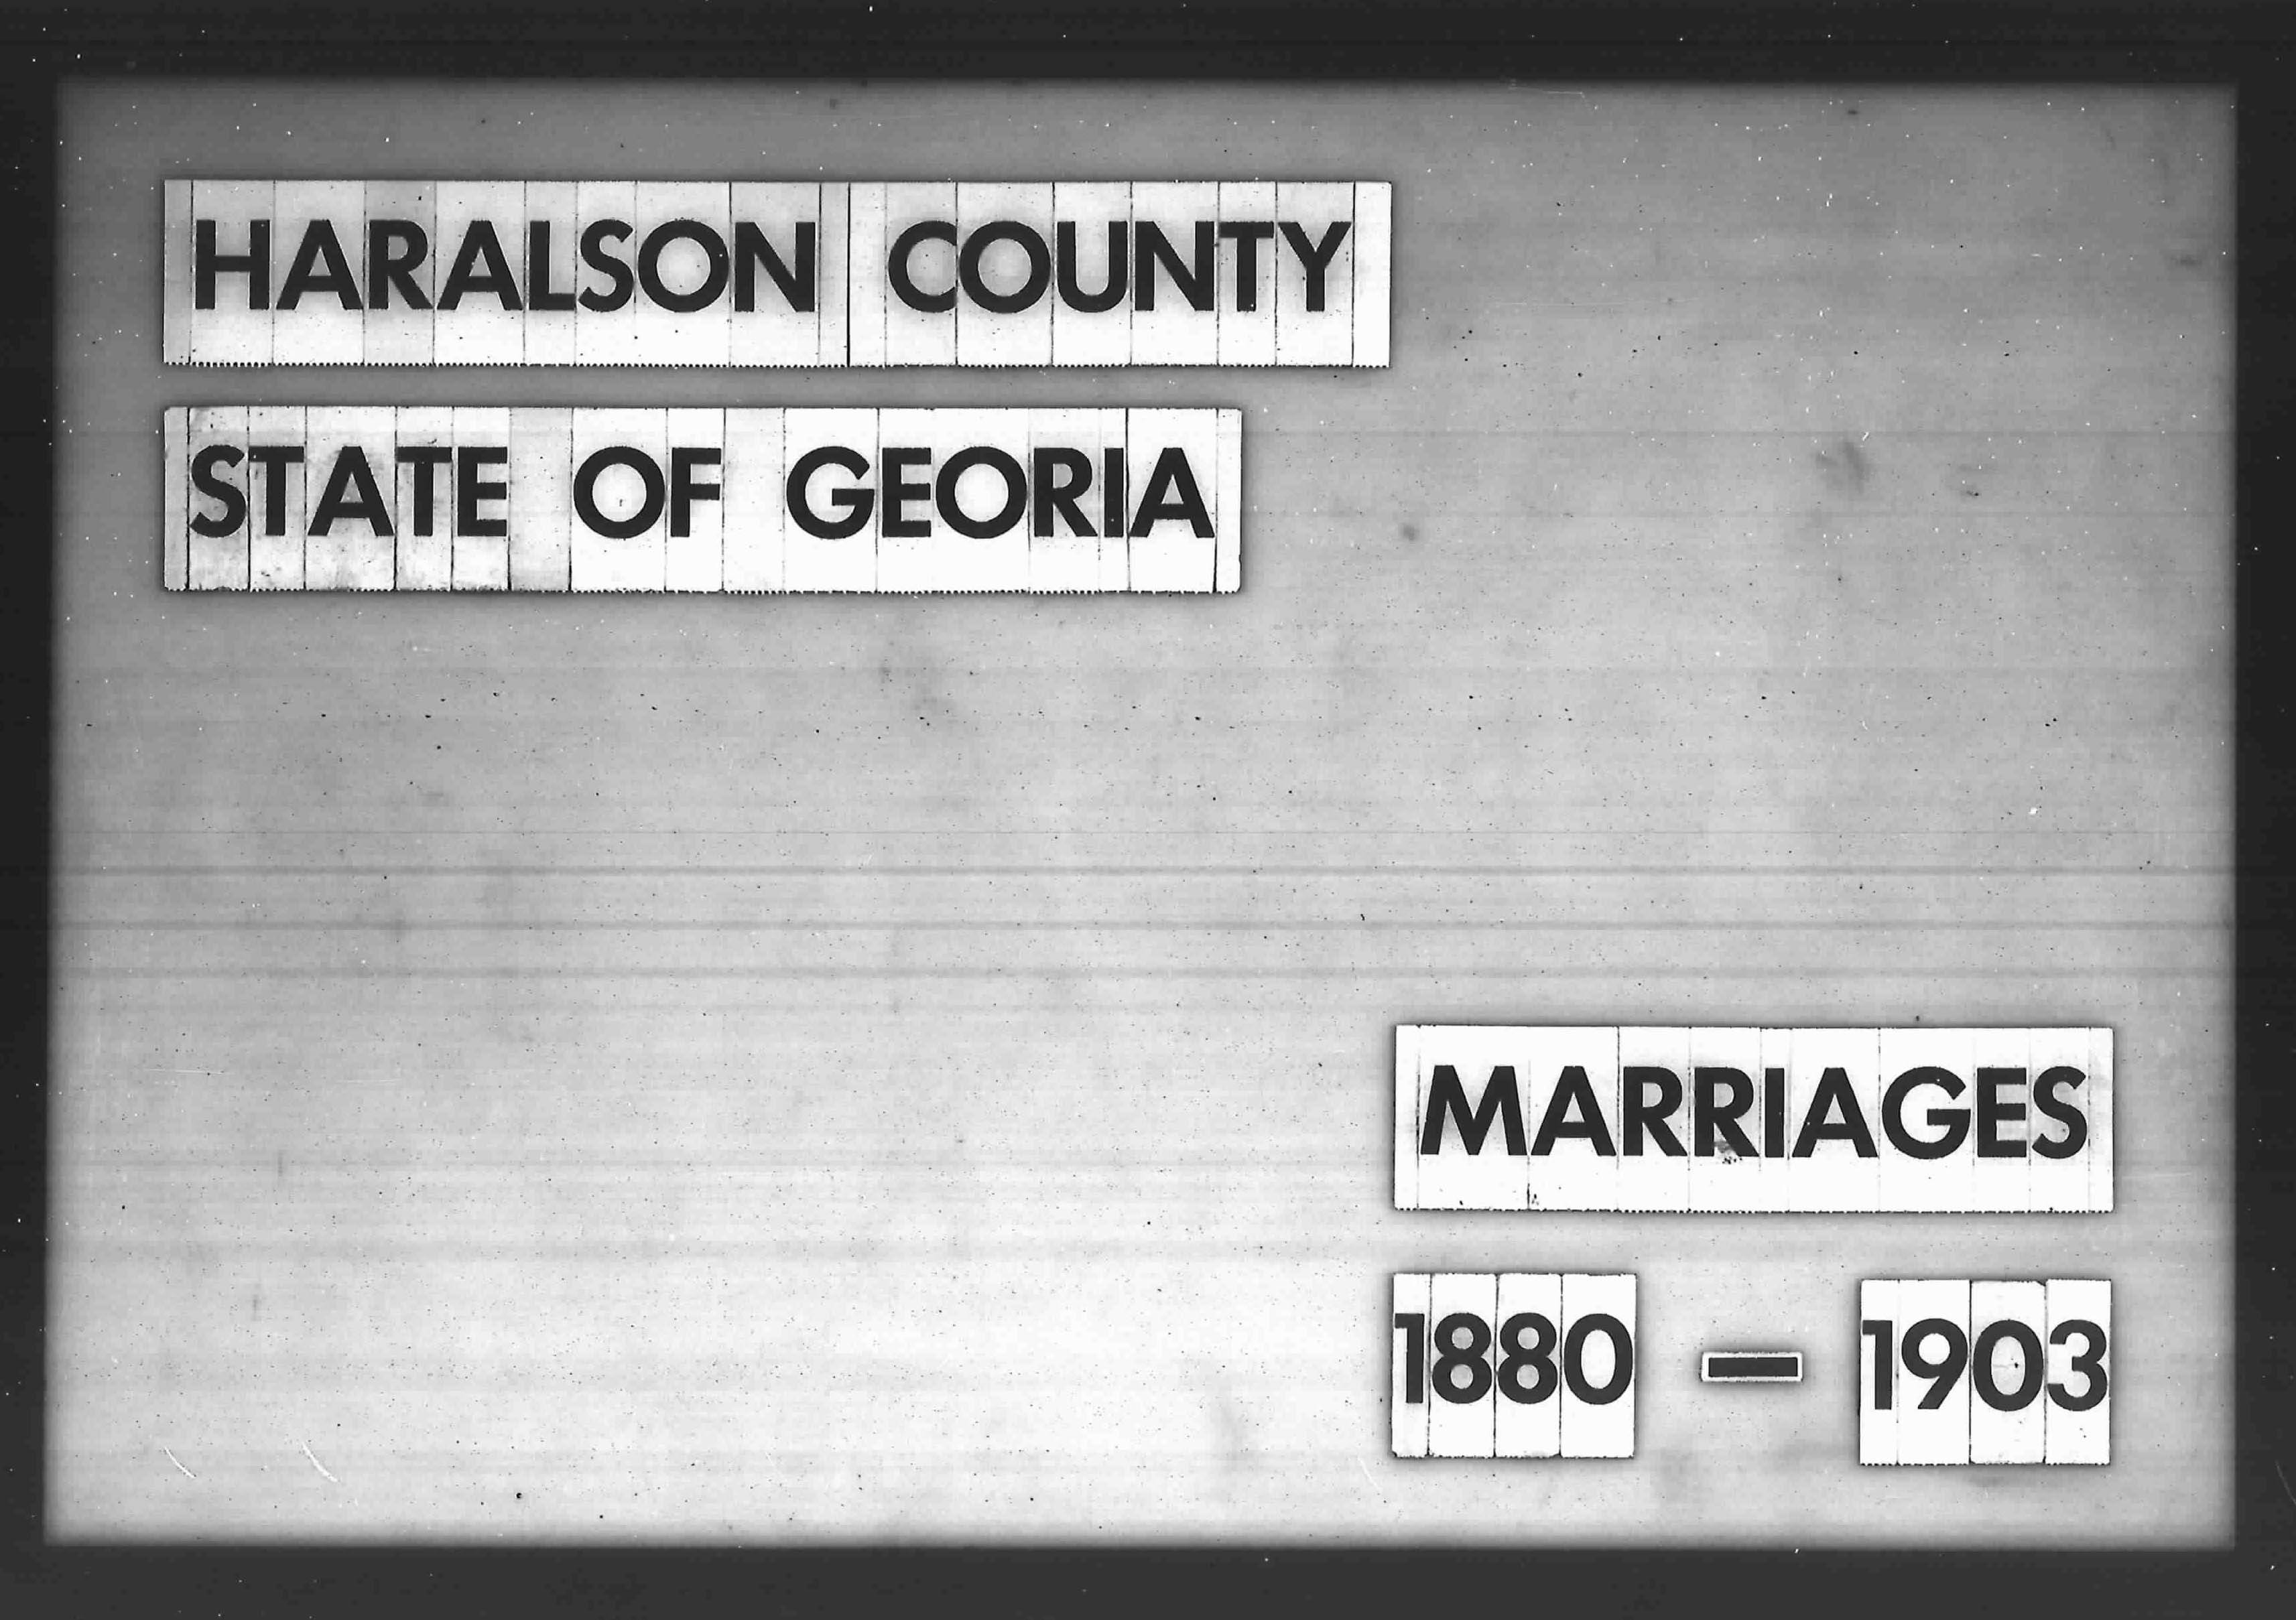 HARALSON COUNTY
STATE OF GEORIA
MARRIAGES
1880 – 1903